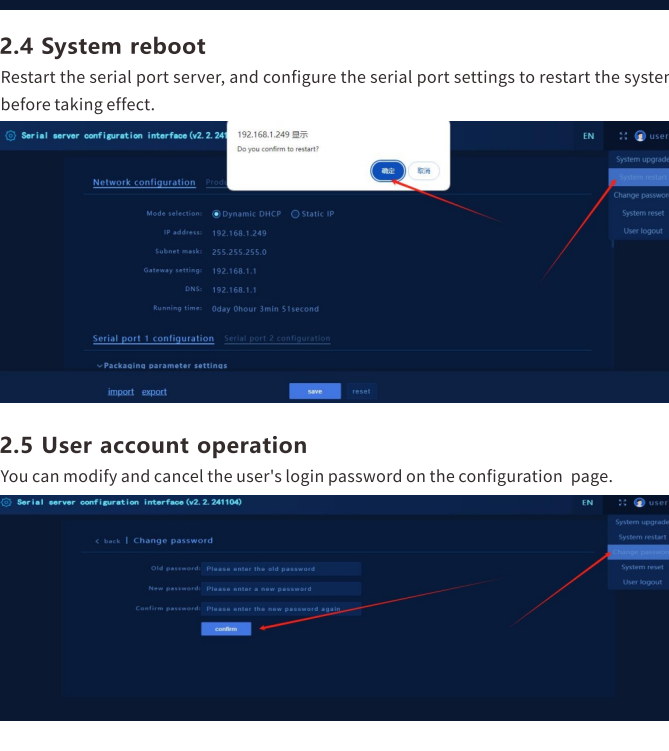 2.4 System reboot
Restart the serial port server, and configure the serial port settings to restart the system
before taking effect.
Serial server configuration interface(v2.2.241
192.168.1.249 显示
Do you confirm to restart?
确定 取消
EN user
System upgrade
System restart
Change password
System reset
User logout
Network configuration Prod
Mode selection: Dynamic DHCP Static IP
IP address: 192.168.1.249
Subnet mask: 255.255.255.0
Gateway setting: 192.168.1.1
DNS: 192.168.1.1
Running time: 0day 0hour 3min 51second
Serial port 1 configuration Serial port 2 configuration
Packaging parameter settings
import export save reset
2.5 User account operation
You can modify and cancel the user's login password on the configuration page.
Serial server configuration interface(v2.2.241104)
EN user
System upgrade
System restart
Change password
System reset
User logout
< back | Change password
Old password: Please enter the old password
New password: Please enter a new password
Confirm password: Please enter the new password again
confirm